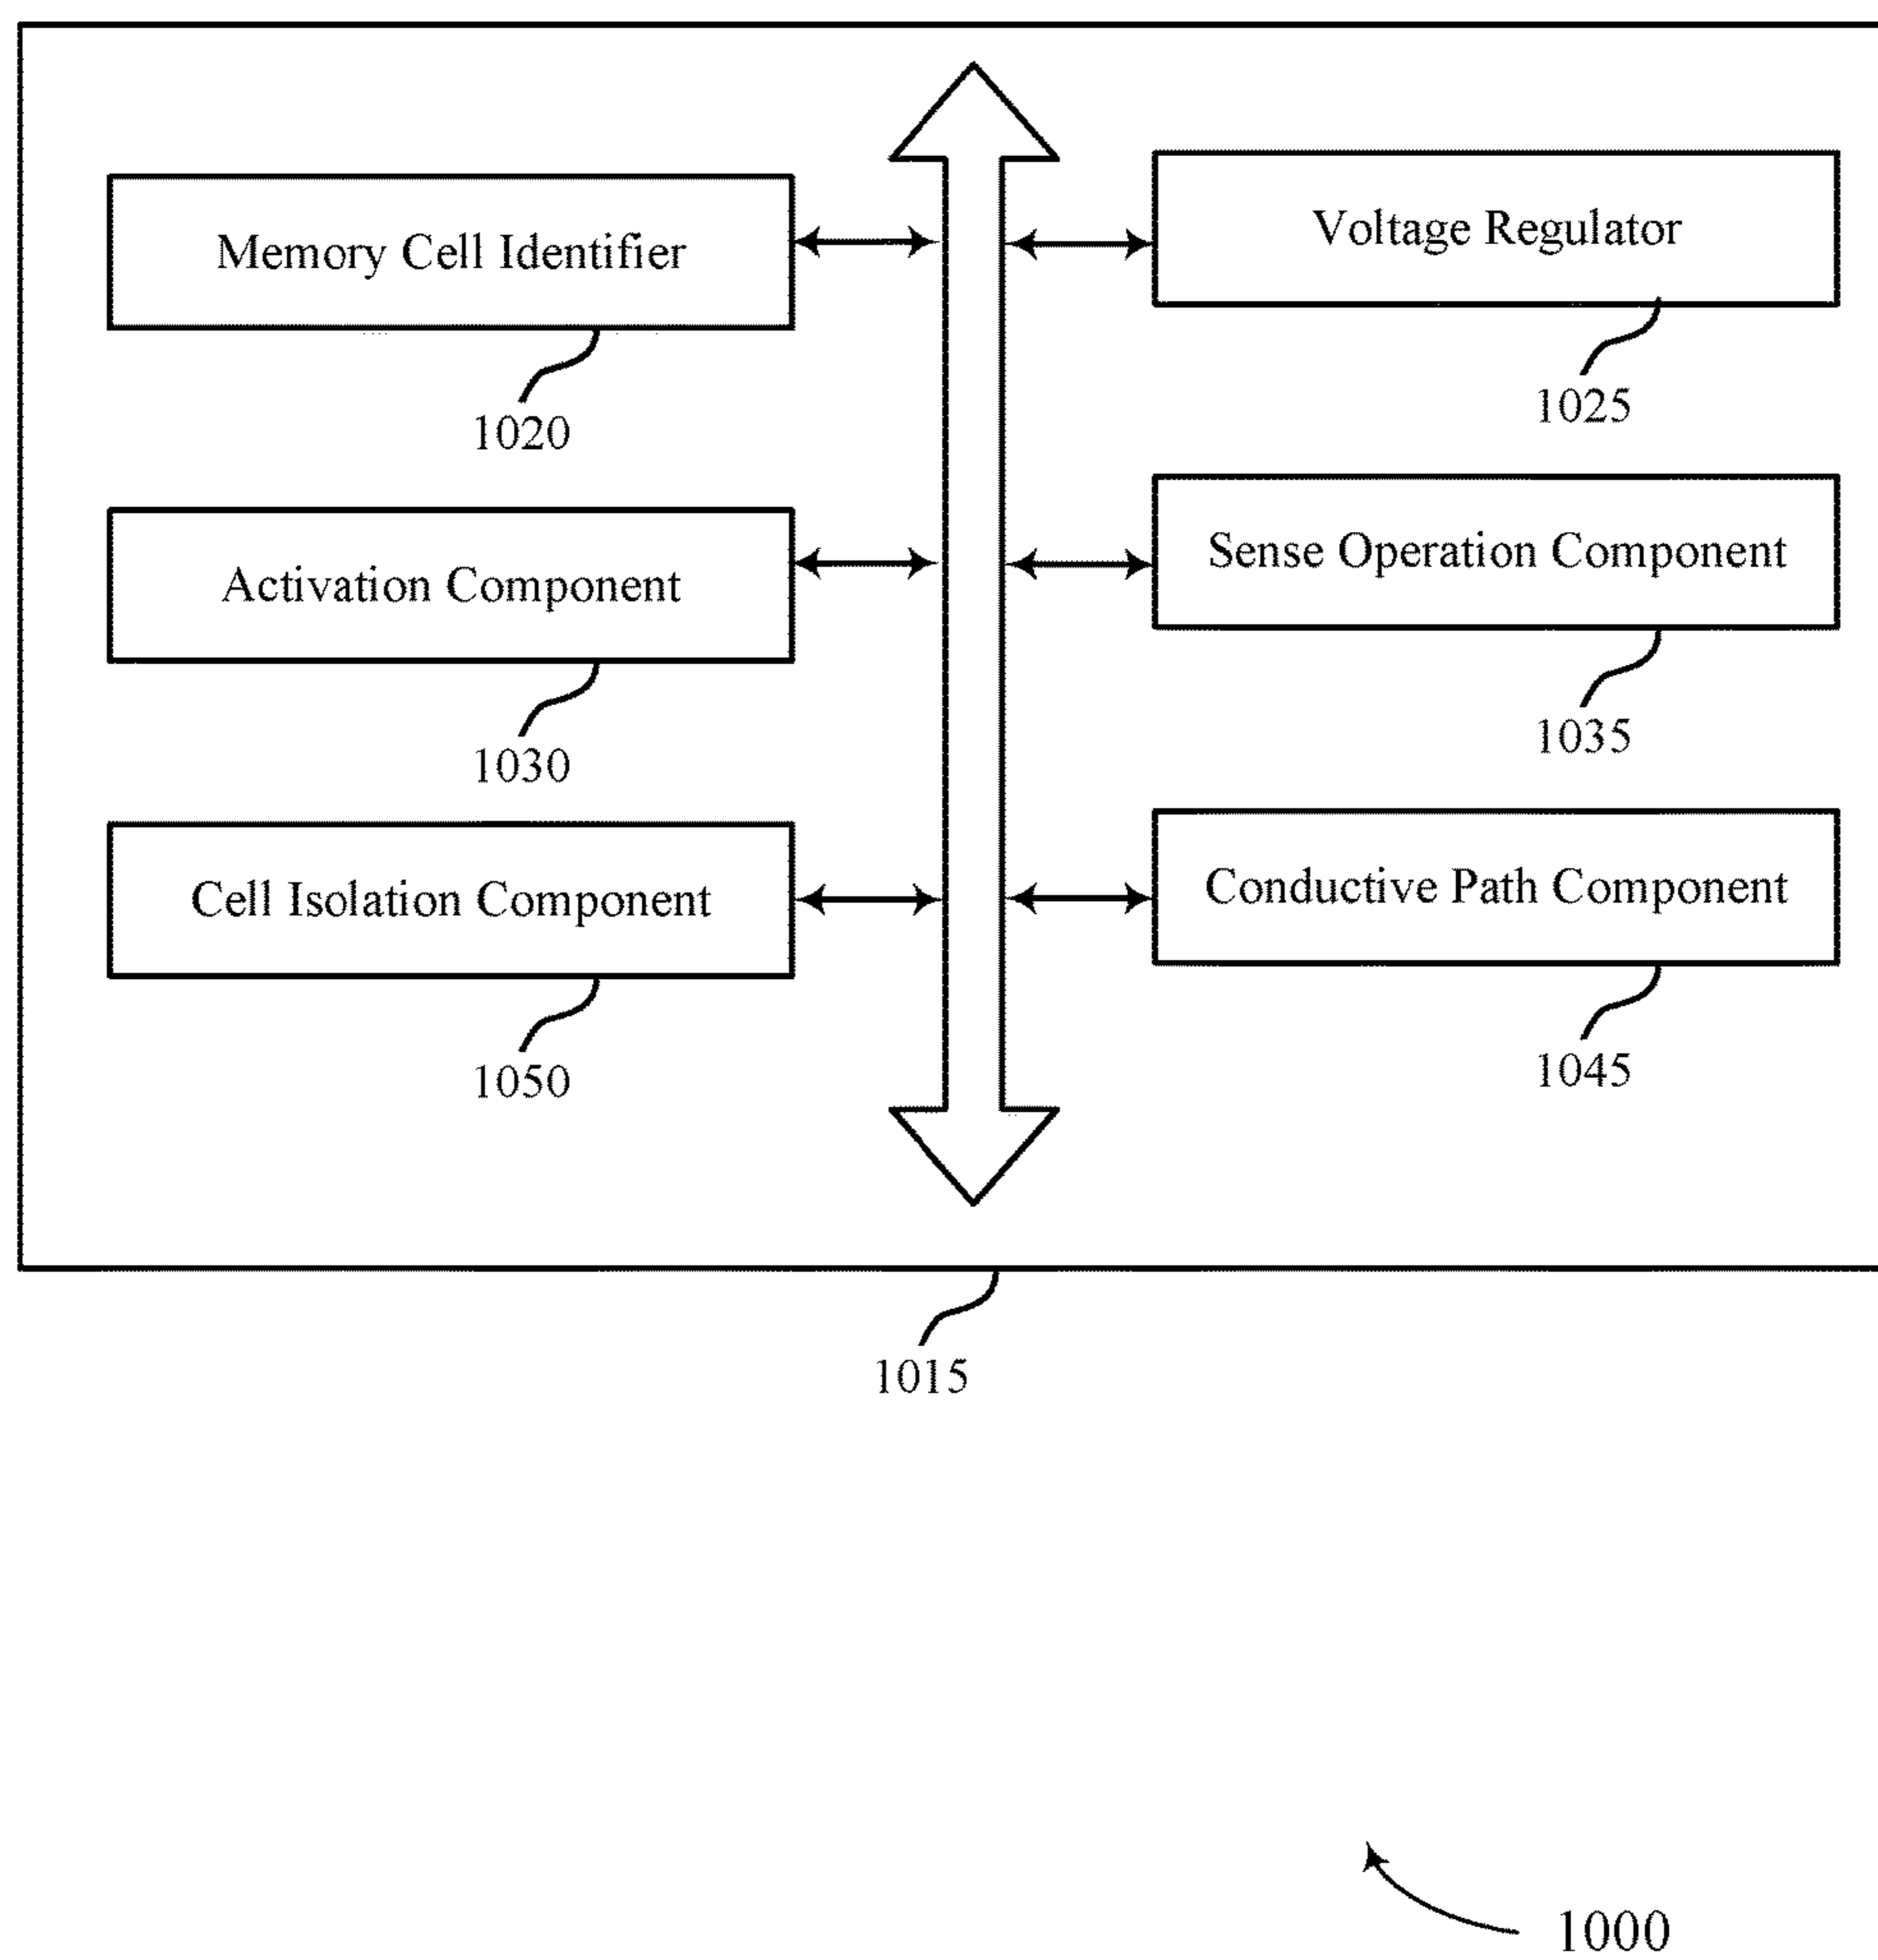 Memory Cell Identifier
Voltage Regulator
1020
1025
Activation Component
Sense Operation Component
1030
1035
Cell Isolation Component
Conductive Path Component
1050
1045
1015
1000